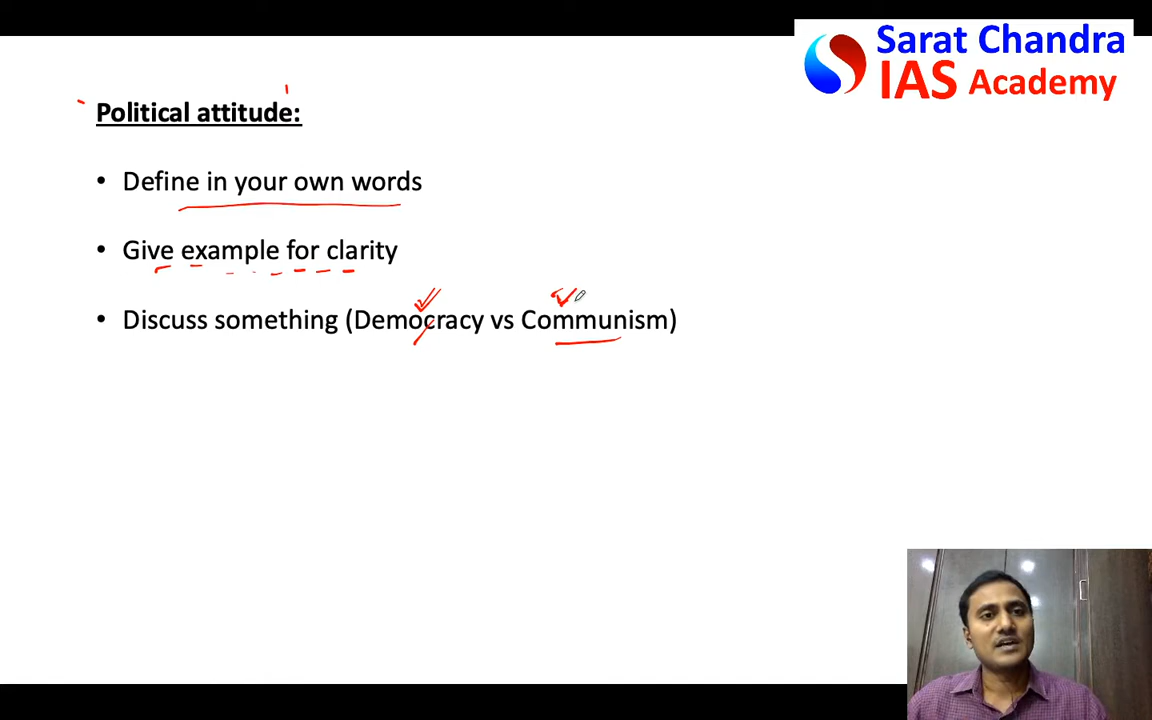 Sarat Chandra
IAS Academy
Political attitude:
• Define in your own words
• Give example for clarity
• Discuss something (Democracy vs Communism)